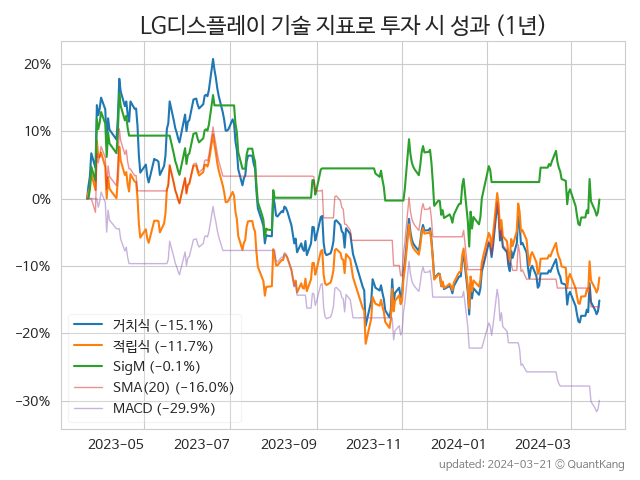 LG디스플레이 기술 지표로 투자 시 성과 (1년)
20%
10%
0%
−10%
−20%
−30%
거치식 (−15.1%)
적립식 (−11.7%)
SigM (−0.1%)
SMA(20) (−16.0%)
MACD (−29.9%)
2023−05 2023−07 2023−09 2023−11 2024−01 2024−03
updated: 2024-03-21 © QuantKang